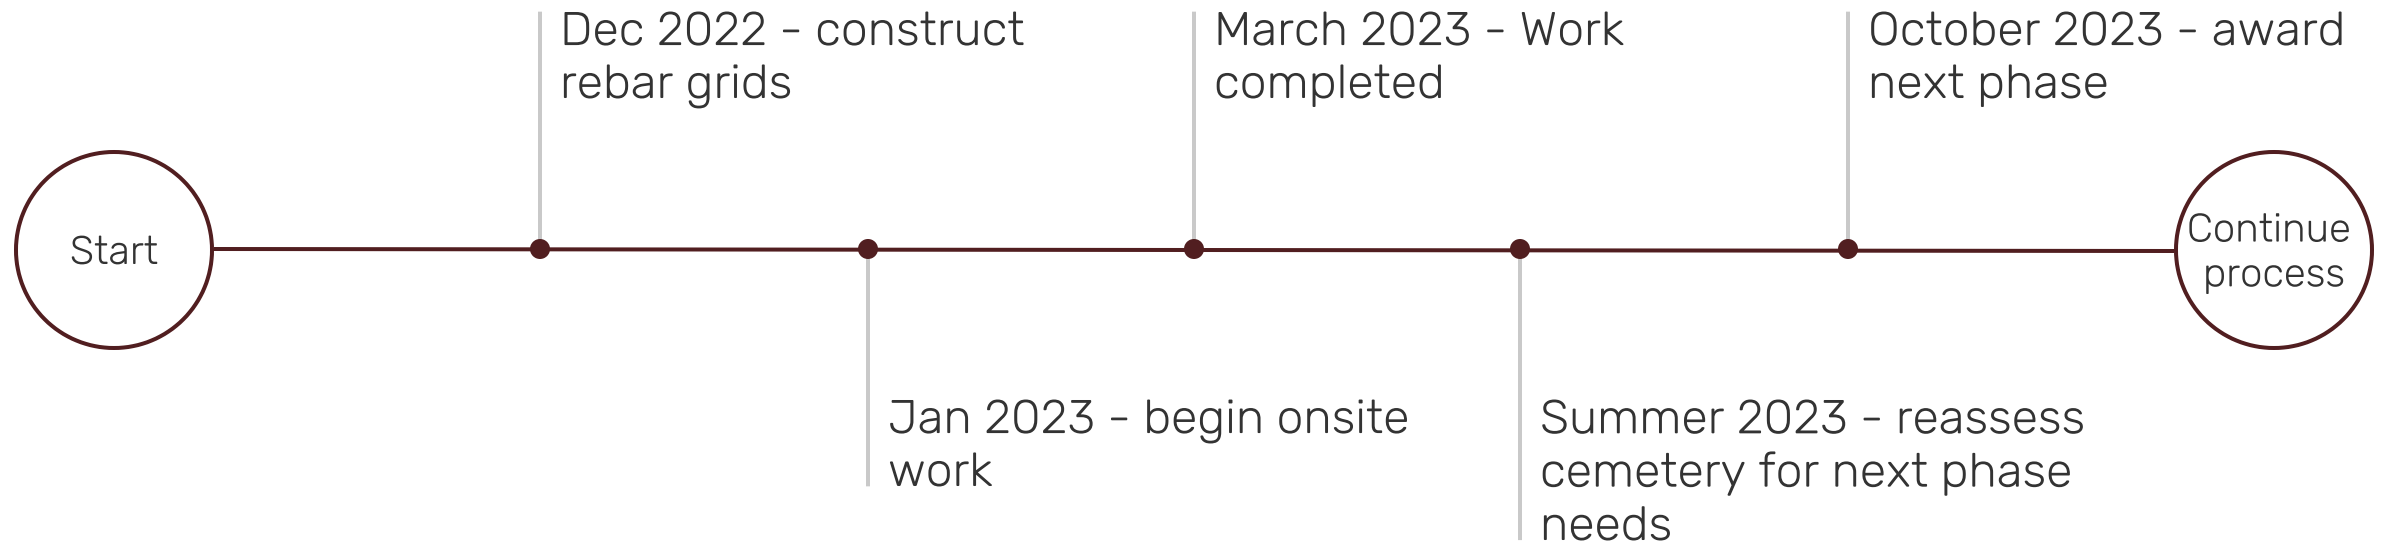 Start
Dec 2022 - construct
rebar grids
Jan 2023 - begin onsite
work
March 2023 - Work
completed
Summer 2023 - reassess
cemetery for next phase
needs
October 2023 - award
next phase
Continue
process